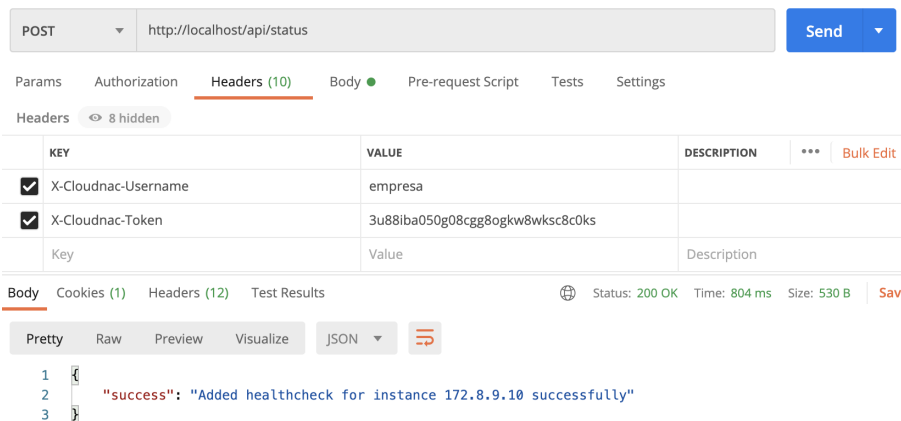 POST http://localhost/api/status Send
Params Authorization Headers (10) Body Pre-request Script Tests Settings
Headers 8 hidden
KEY VALUE DESCRIPTION ••• Bulk Edit
X-Cloudnac-Username empresa
X-Cloudnac-Token 3u88iba050g08cgg8ogkw8wksc8c0ks
Key Value Description
Body Cookies (1) Headers (12) Test Results Status: 200 OK Time: 804 ms Size: 530 B Sav
Pretty Raw Preview Visualize JSON
1 {
2 "success": "Added healthcheck for instance 172.8.9.10 successfully"
3 }